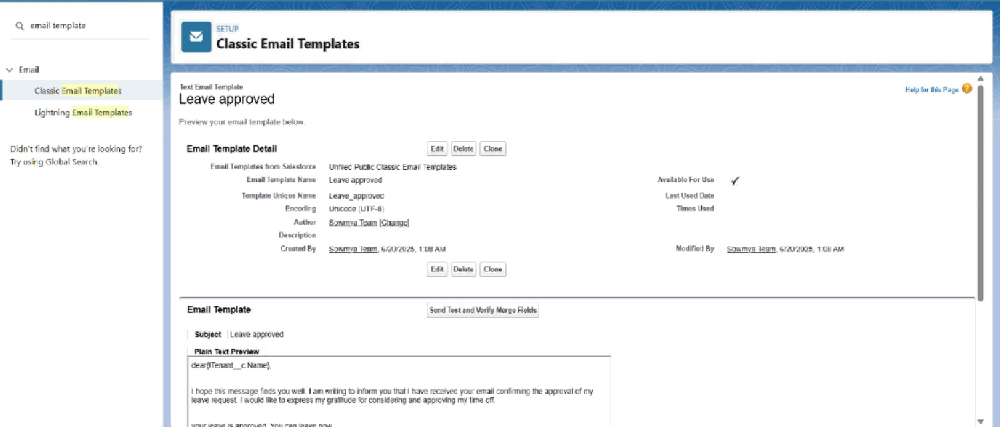 email template
Email
Classic Email Templates
Lightning Email Templates
Didn't find what you're looking for?
Try using Global Search.
SETUP
Classic Email Templates
Text Email Template
Leave approved
Help for this Page ?
Preview your email template below.
Email Template Detail
Edit Delete Clone
Email Templates from Salesforce Unfiled Public Classic Email Templates
Email Template Name Leave approved Available For Use ✓
Template Unique Name Leave_approved Last Used Date
Encoding Unicode (UTF-8) Times Used
Author Sowmya Team [Change]
Description
Created By Sowmya Team, 6/20/2025, 1:08 AM Modified By Sowmya Team, 6/20/2025, 1:08 AM
Edit Delete Clone
Email Template Send Test and Verify Merge Fields
Subject Leave approved
Plain Text Preview
dear{!Tenant__c.Name},
I hope this message finds you well. I am writing to inform you that I have received your email confirming the approval of my
leave request. I would like to express my gratitude for considering and approving my time off.
your leave is approved. You can leave now.